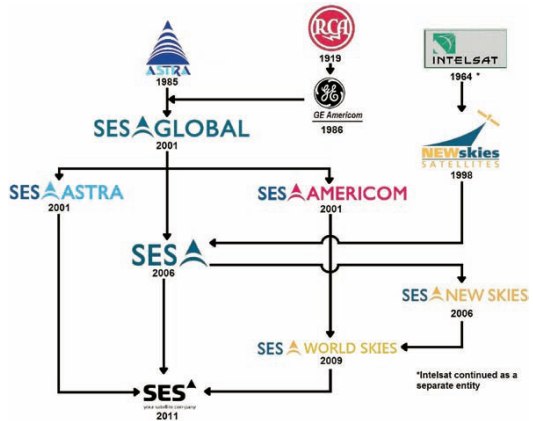 ASTRA
1985
RCA
1919
INTELSAT
1964 *
GE
GE Americom
1986
SES GLOBAL
2001
NEWskies
SATELLITES
1998
SES ASTRA
2001
SES AMERICOM
2001
SES
2006
SES NEW SKIES
2006
SES WORLD SKIES
2009
*Intelsat continued as a
separate entity
SES
your satellite company
2011